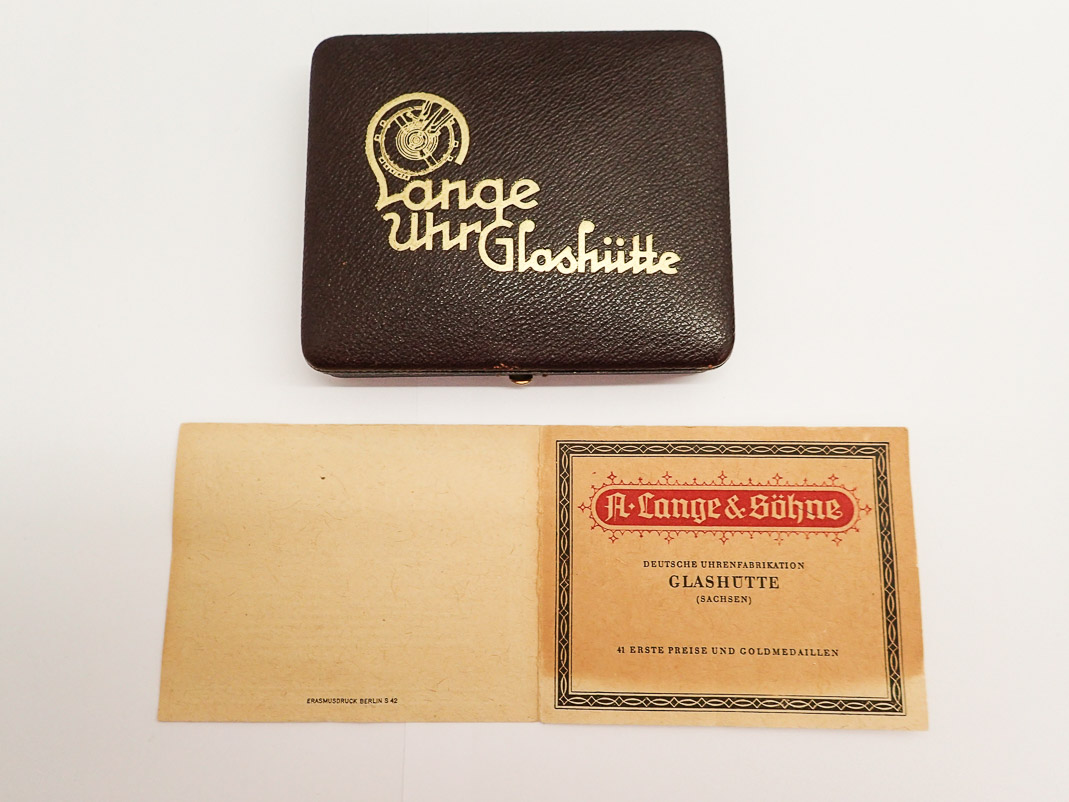 Lange
Uhr Glashütte
A. Lange & Söhne
DEUTSCHE UHRENFABRIKATION
GLASHÜTTE
(SACHSEN)
41 ERSTE PREISE UND GOLDMEDAILLEN
ERASMUSDRUCK BERLIN S 42